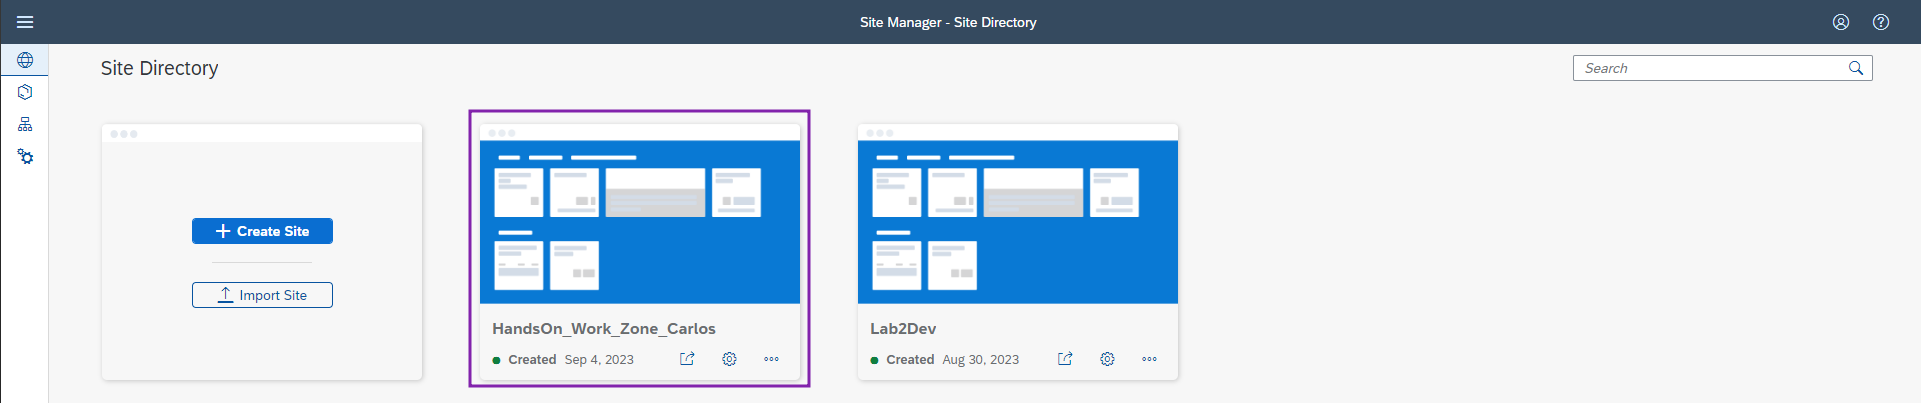 Site Manager - Site Directory
Site Directory
Search
Create Site
Import Site
HandsOn_Work_Zone_Carlos
Created Sep 4, 2023
Lab2Dev
Created Aug 30, 2023